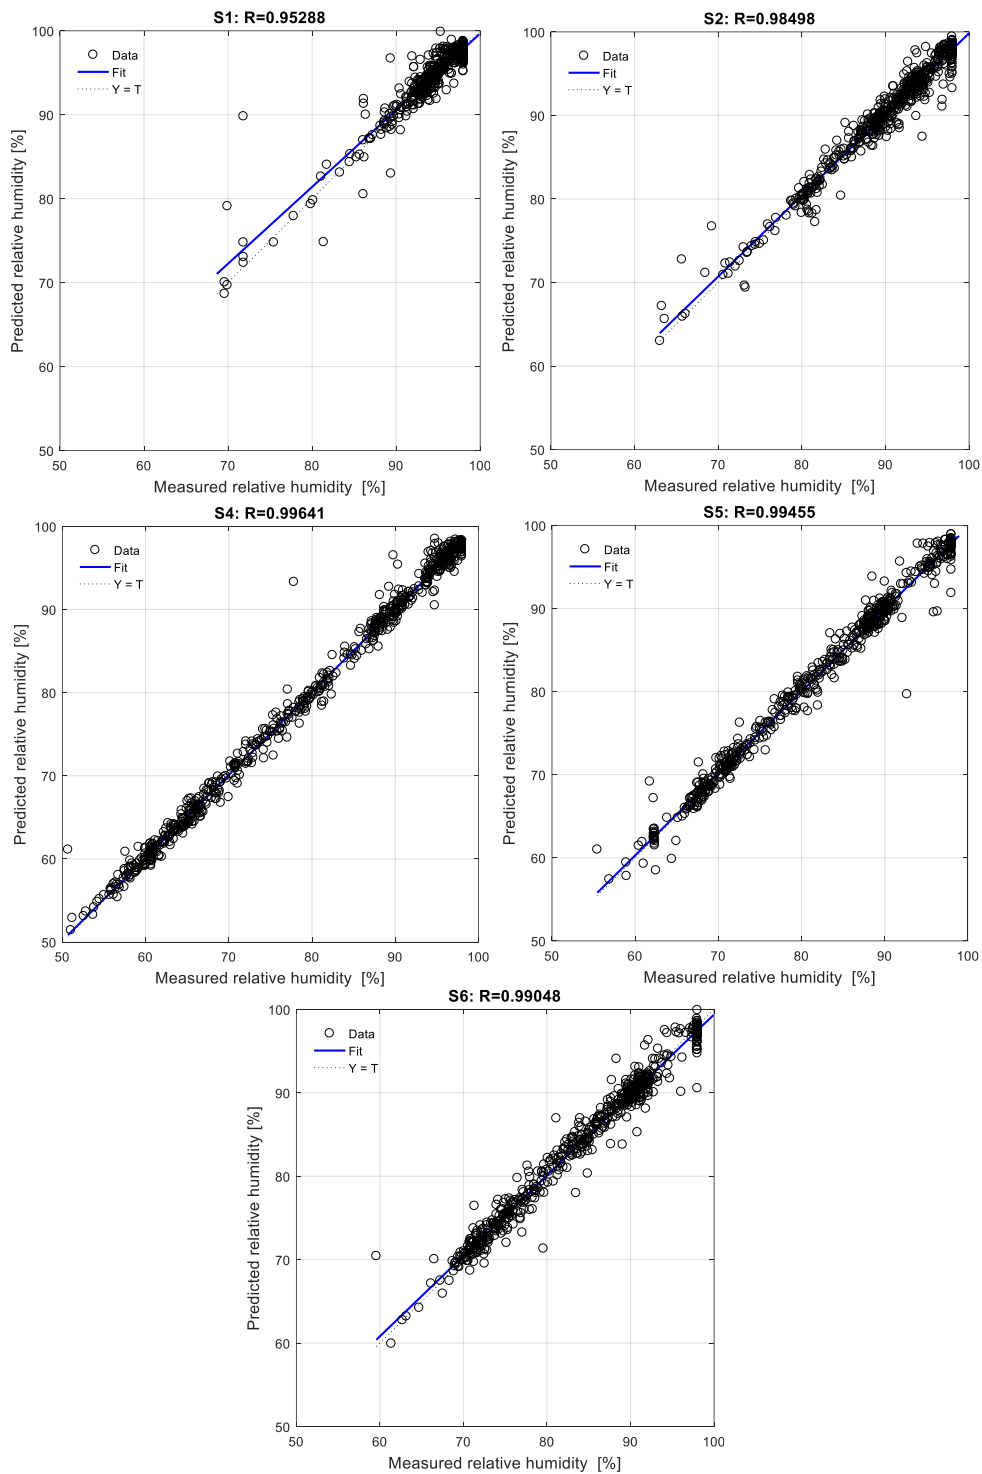 S1: R=0.95288
100
90
80
70
60
50
Predicted relative humidity [%]
Data
Fit
Y = T
50 60 70 80 90 100
Measured relative humidity [%]
S2: R=0.98498
100
90
80
70
60
50
Predicted relative humidity [%]
Data
Fit
Y = T
50 60 70 80 90 100
Measured relative humidity [%]
S4: R=0.99641
100
90
80
70
60
50
Predicted relative humidity [%]
Data
Fit
Y = T
50 60 70 80 90 100
Measured relative humidity [%]
S5: R=0.99455
100
90
80
70
60
50
Predicted relative humidity [%]
Data
Fit
Y = T
50 60 70 80 90 100
Measured relative humidity [%]
S6: R=0.99048
100
90
80
70
60
50
Predicted relative humidity [%]
Data
Fit
Y = T
50 60 70 80 90 100
Measured relative humidity [%]